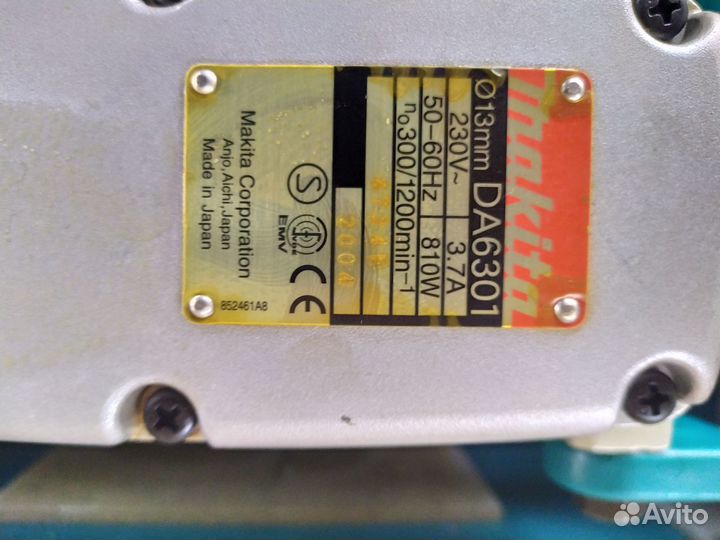 makita
Ø13mm DA6301
230V~ 3.7A
50-60Hz 810W
n₀300/1200min⁻¹
2004
S
VDE
EMV
CE
Makita Corporation
Anjo, Aichi, Japan
Made in Japan
852461A8
Avito